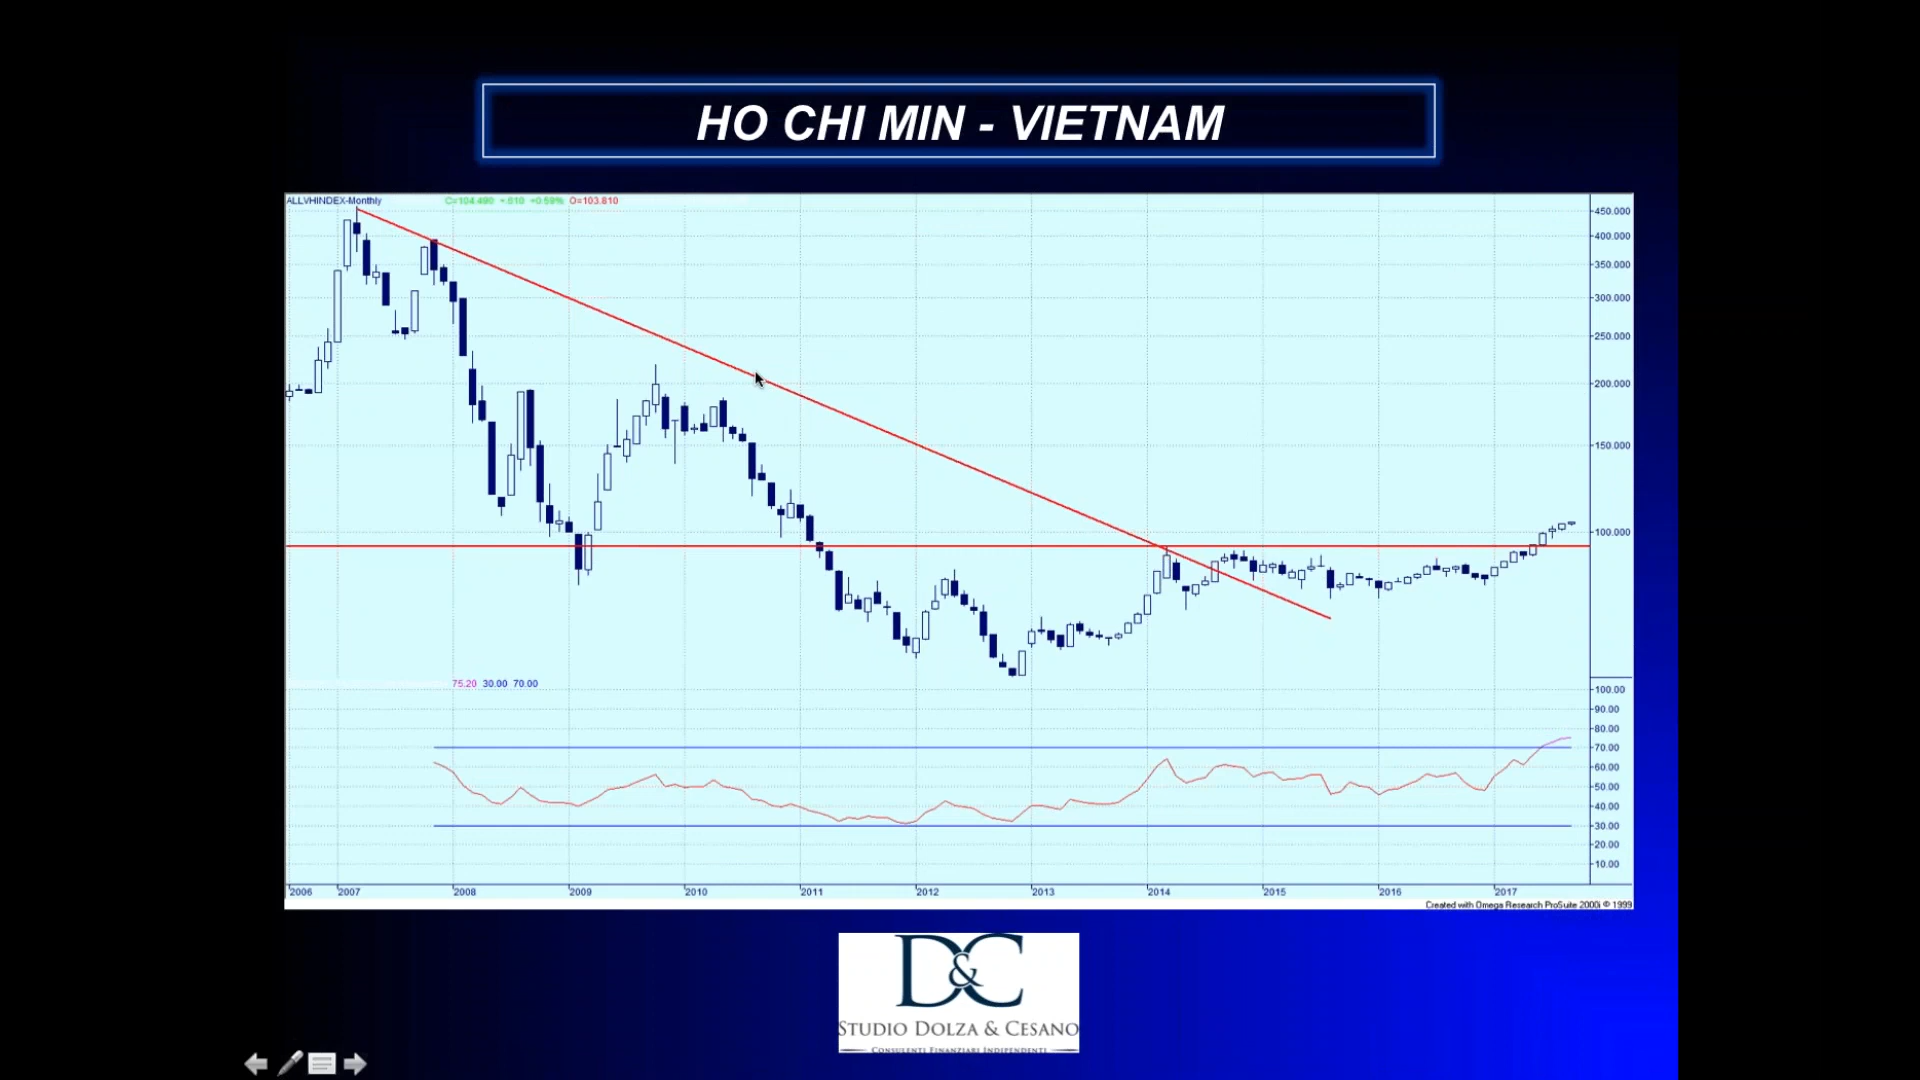 HO CHI MIN - VIETNAM
ALLVHINDEX-Monthly C=104.490 +.610 +0.59% O=103.810
450.000
400.000
350.000
300.000
250.000
200.000
150.000
100.000
75.20 30.00 70.00
100.00
90.00
80.00
70.00
60.00
50.00
40.00
30.00
20.00
10.00
2006 2007 2008 2009 2010 2011 2012 2013 2014 2015 2016 2017
Created with Omega Research ProSuite 2000i © 1999
D&C
STUDIO DOLZA & CESANO
CONSULENTI FINANZIARI INDIPENDENTI